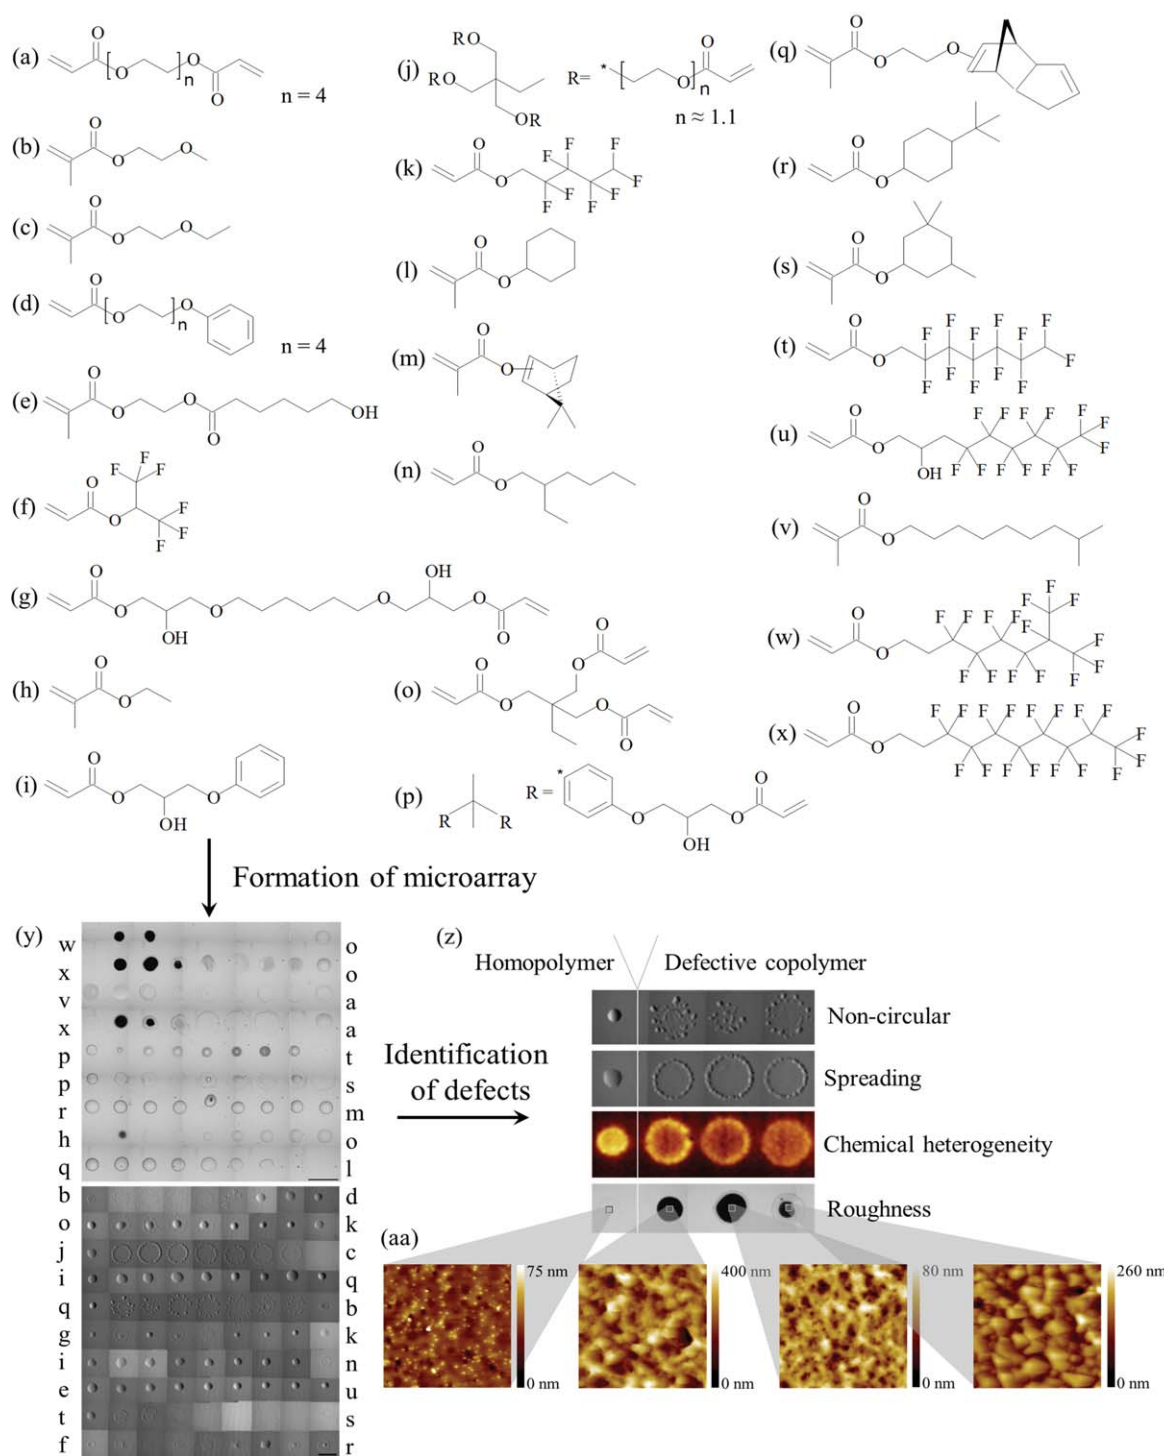 (a)
O
O
O
O
n
n = 4
(b)
O
O
O
(c)
O
O
O
(d)
O
O
O
n
n = 4
(e)
O
O
O
O
OH
(f)
O
O
F
F
F
F
F
F
(g)
O
O
OH
O
O
OH
O
O
(h)
O
O
(i)
O
O
OH
O
(j)
RO
RO
OR
R=
*
O
O
n
n ≈ 1.1
(k)
O
O
F
F
F
F
F
F
F
F
(l)
O
O
(m)
O
O
(n)
O
O
(o)
O
O
O
O
O
O
(p)
R
R
R =
*
O
OH
O
O
(q)
O
O
O
(r)
O
O
(s)
O
O
(t)
O
O
F F F F F F
F
F F F F F
(u)
O
O
OH
F F F F F F F
F F F F F F
(v)
O
O
(w)
O
O
F F F F F F F F
F F F F F F F
(x)
O
O
F F F F F F F F F
F F F F F F F F
Formation of microarray
(y)
w o
x o
v a
x a
p t
p s
r m
h o
q l
b d
o k
j c
i q
q b
g k
i n
e u
t s
f r
Identification
of defects
(z)
Homopolymer
Defective copolymer
Non-circular
Spreading
Chemical heterogeneity
Roughness
(aa)
75 nm
0 nm
400 nm
0 nm
80 nm
0 nm
260 nm
0 nm